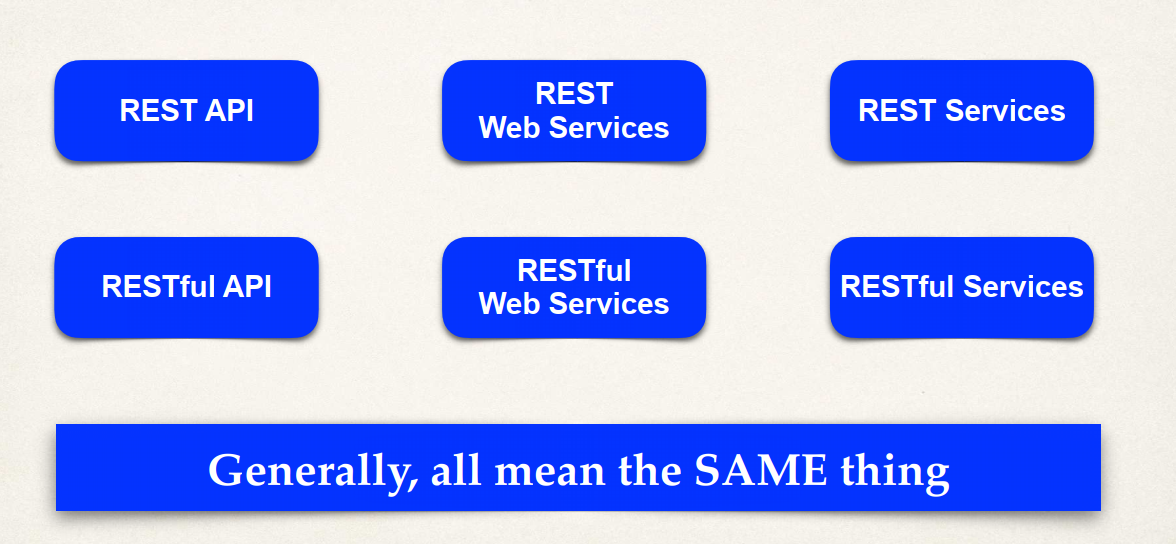 REST API
REST
Web Services
REST Services
RESTful API
RESTful
Web Services
RESTful Services
Generally, all mean the SAME thing